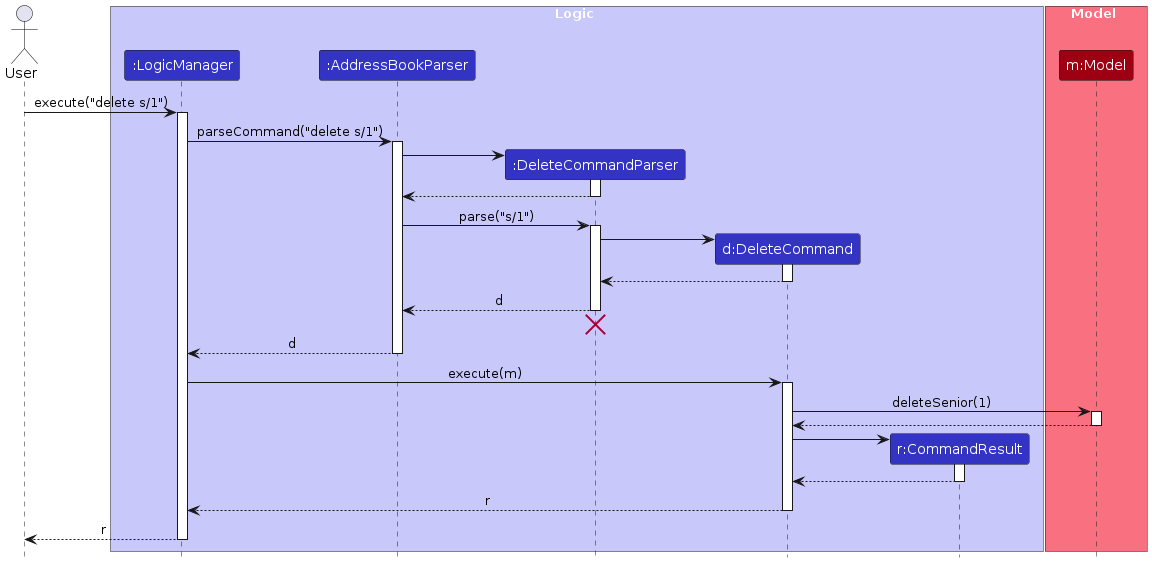 Logic
Model
User
:LogicManager
:AddressBookParser
m:Model
execute("delete s/1")
parseCommand("delete s/1")
:DeleteCommandParser
parse("s/1")
d:DeleteCommand
d
d
execute(m)
deleteSenior(1)
r:CommandResult
r
r